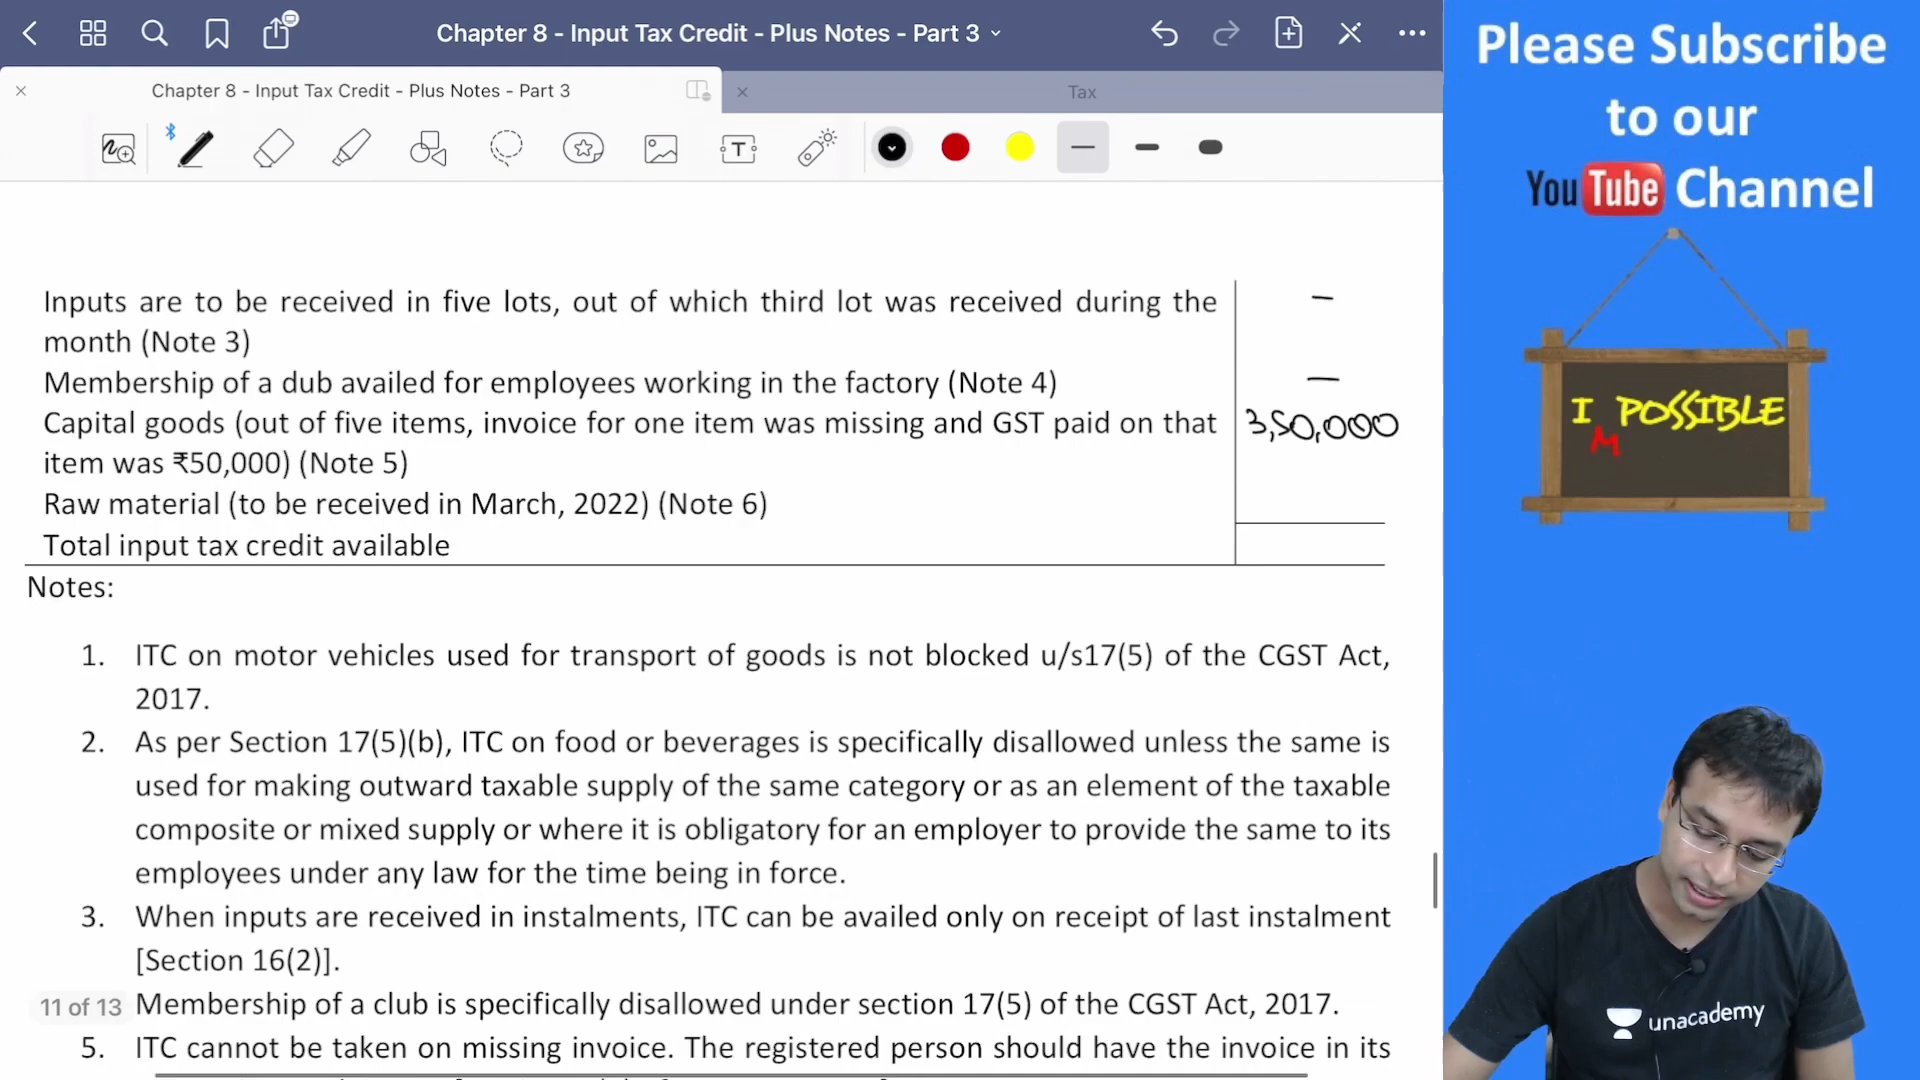 Chapter 8 - Input Tax Credit - Plus Notes - Part 3
Please Subscribe
to our
YouTube Channel
Chapter 8 - Input Tax Credit - Plus Notes - Part 3
Tax
T
Inputs are to be received in five lots, out of which third lot was received during the –
month (Note 3)
Membership of a dub availed for employees working in the factory (Note 4) –
Capital goods (out of five items, invoice for one item was missing and GST paid on that 3,50,000
item was ₹50,000) (Note 5)
Raw material (to be received in March, 2022) (Note 6)
Total input tax credit available
Notes:
1. ITC on motor vehicles used for transport of goods is not blocked u/s17(5) of the CGST Act,
2017.
2. As per Section 17(5)(b), ITC on food or beverages is specifically disallowed unless the same is
used for making outward taxable supply of the same category or as an element of the taxable
composite or mixed supply or where it is obligatory for an employer to provide the same to its
employees under any law for the time being in force.
3. When inputs are received in instalments, ITC can be availed only on receipt of last instalment
[Section 16(2)].
11 of 13
Membership of a club is specifically disallowed under section 17(5) of the CGST Act, 2017.
5. ITC cannot be taken on missing invoice. The registered person should have the invoice in its
I POSSIBLE
M
unacademy